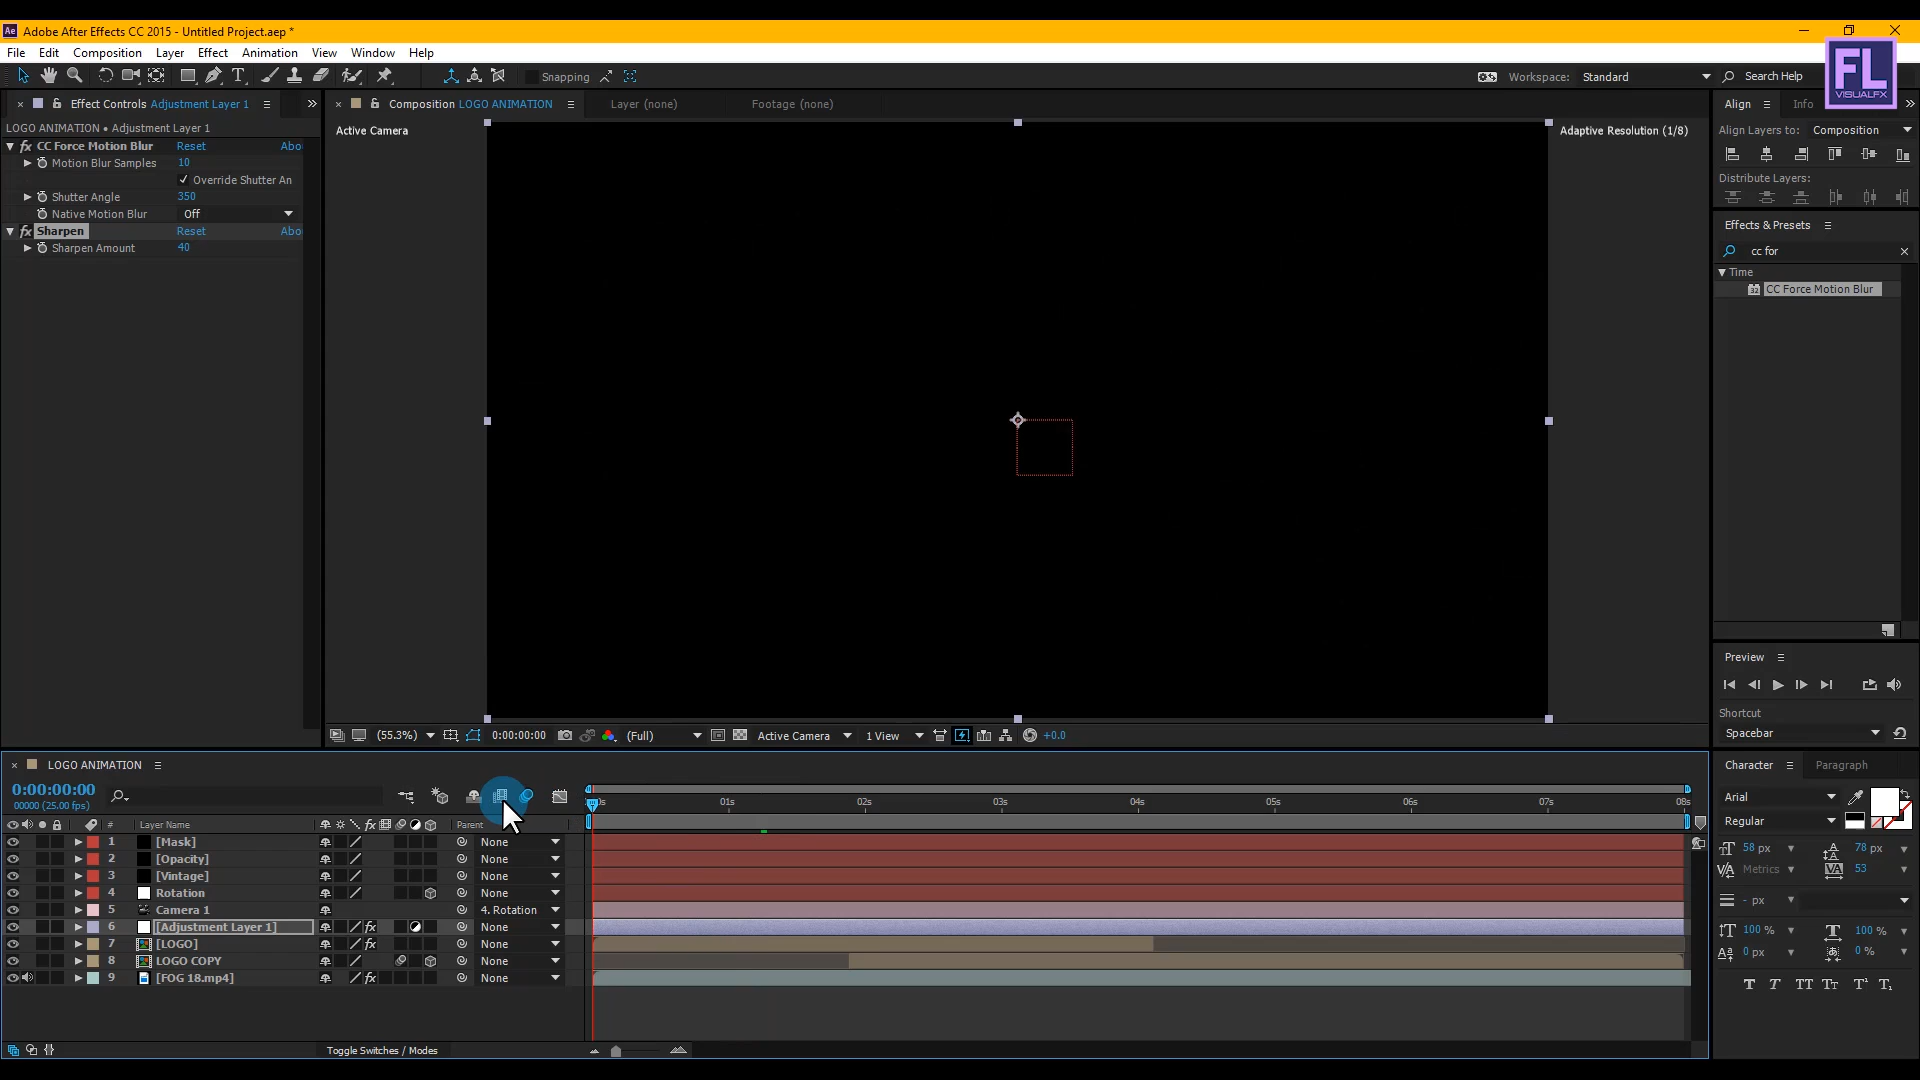 Ae Adobe After Effects CC 2015 - Untitled Project.aep *
File Edit Composition Layer Effect Animation View Window Help
Snapping Workspace: Standard Search Help
FL
VISUALFX
Effect Controls Adjustment Layer 1
Composition LOGO ANIMATION Layer (none) Footage (none)
Align Info
LOGO ANIMATION • Adjustment Layer 1
CC Force Motion Blur Reset Abo
Motion Blur Samples 10
Override Shutter An
Shutter Angle 350
Native Motion Blur Off
Sharpen Reset Abo
Sharpen Amount 40
Active Camera Adaptive Resolution (1/8)
Align Layers to: Composition
Distribute Layers:
Effects & Presets
cc for
Time
32 CC Force Motion Blur
Preview
Shortcut
Spacebar
(55.3%) 0:00:00:00 (Full) Active Camera 1 View +0.0
LOGO ANIMATION
0:00:00:00
00000 (25.00 fps)
01s 02s 03s 04s 05s 06s 07s 08s
# Layer Name fx Parent
1 [Mask] None
2 [Opacity] None
3 [Vintage] None
4 Rotation None
5 Camera 1 4. Rotation
6 [Adjustment Layer 1] fx None
7 [LOGO] fx None
8 LOGO COPY None
9 [FOG 18.mp4] fx None
Toggle Switches / Modes
Character Paragraph
Arial
Regular
58 px 78 px
Metrics 53
- px
100 % 100 %
0 px 0 %
T T TT Tt T¹ T₁